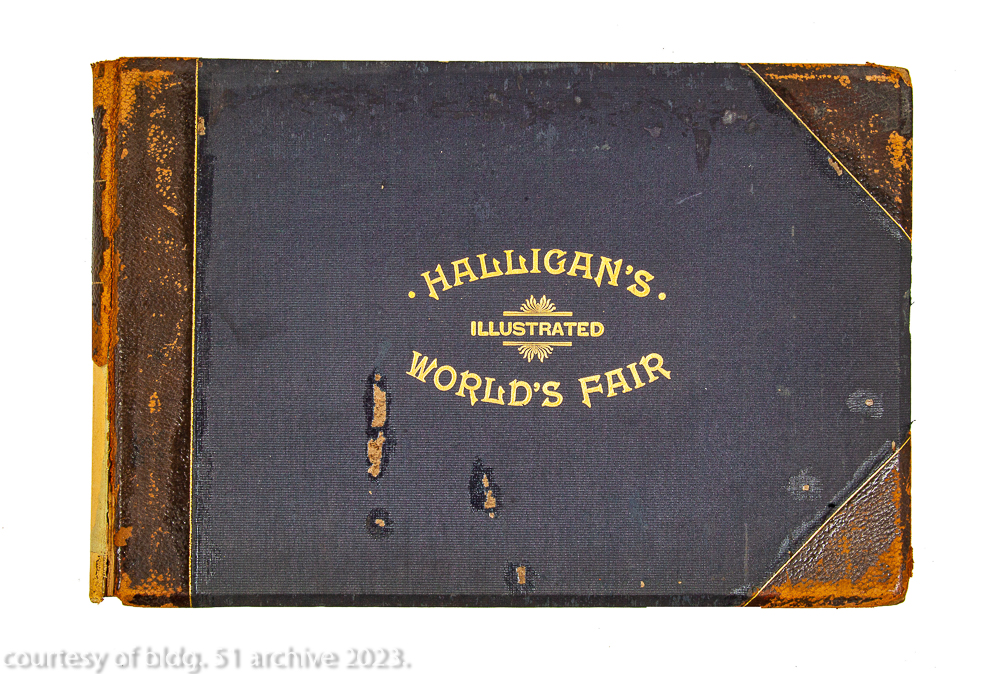 · HALLIGAN'S ·
ILLUSTRATED
WORLD'S FAIR
courtesy of bldg. 51 archive 2023.